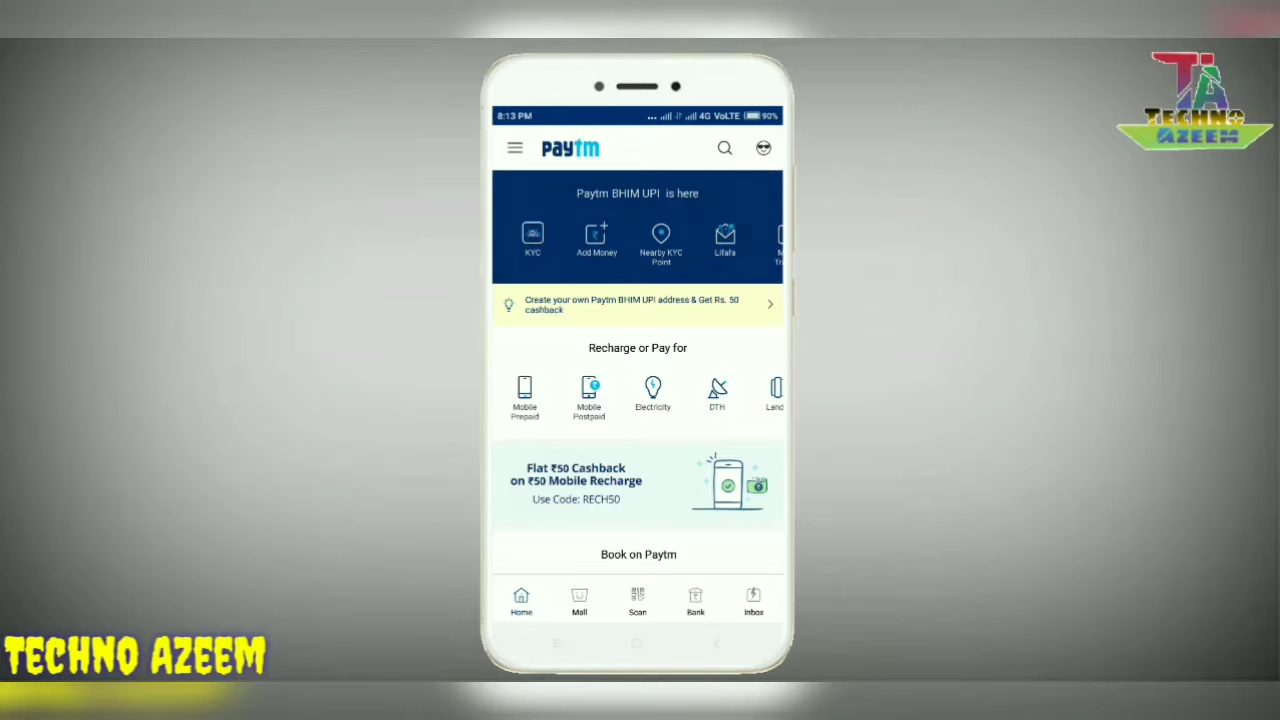 TA
TECHNO
AZEEM
8:13 PM
4G VoLTE 90%
paytm
Paytm BHIM UPI is here
KYC
Add Money
Nearby KYC
Point
Lifafa
Create your own Paytm BHIM UPI address & Get Rs. 50
cashback
Recharge or Pay for
Mobile
Prepaid
Mobile
Postpaid
Electricity
DTH
Land
Flat ₹50 Cashback
on ₹50 Mobile Recharge
Use Code: RECH50
Book on Paytm
Home
Mall
Scan
Bank
Inbox
TECHNO AZEEM